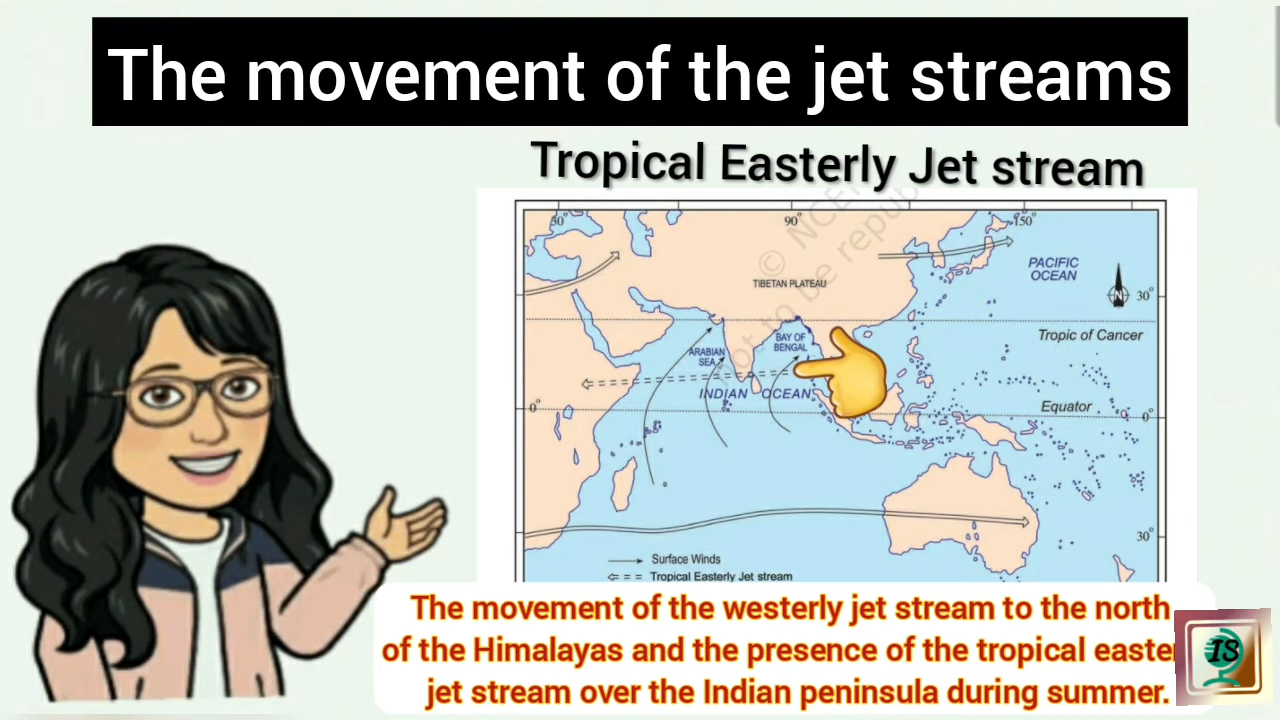 The movement of the jet streams
Tropical Easterly Jet stream
30°
90°
150°
PACIFIC
OCEAN
TIBETAN PLATEAU
N
30°
Tropic of Cancer
BAY OF
BENGAL
ARABIAN
SEA
INDIAN OCEAN
0°
Equator
0°
30°
Surface Winds
Tropical Easterly Jet stream
The movement of the westerly jet stream to the north
of the Himalayas and the presence of the tropical
jet stream over the Indian peninsula during summer.
IS